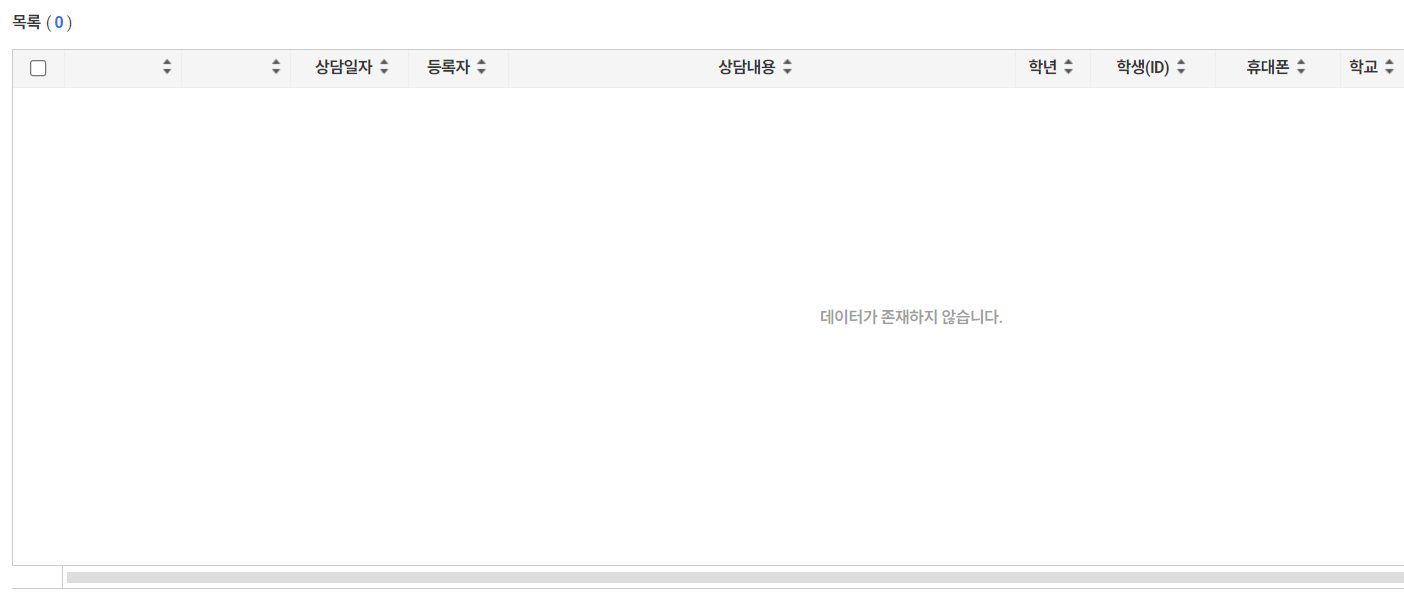 목록 ( 0 )
상담일자 등록자 상담내용 학년 학생(ID) 휴대폰 학교
데이터가 존재하지 않습니다.